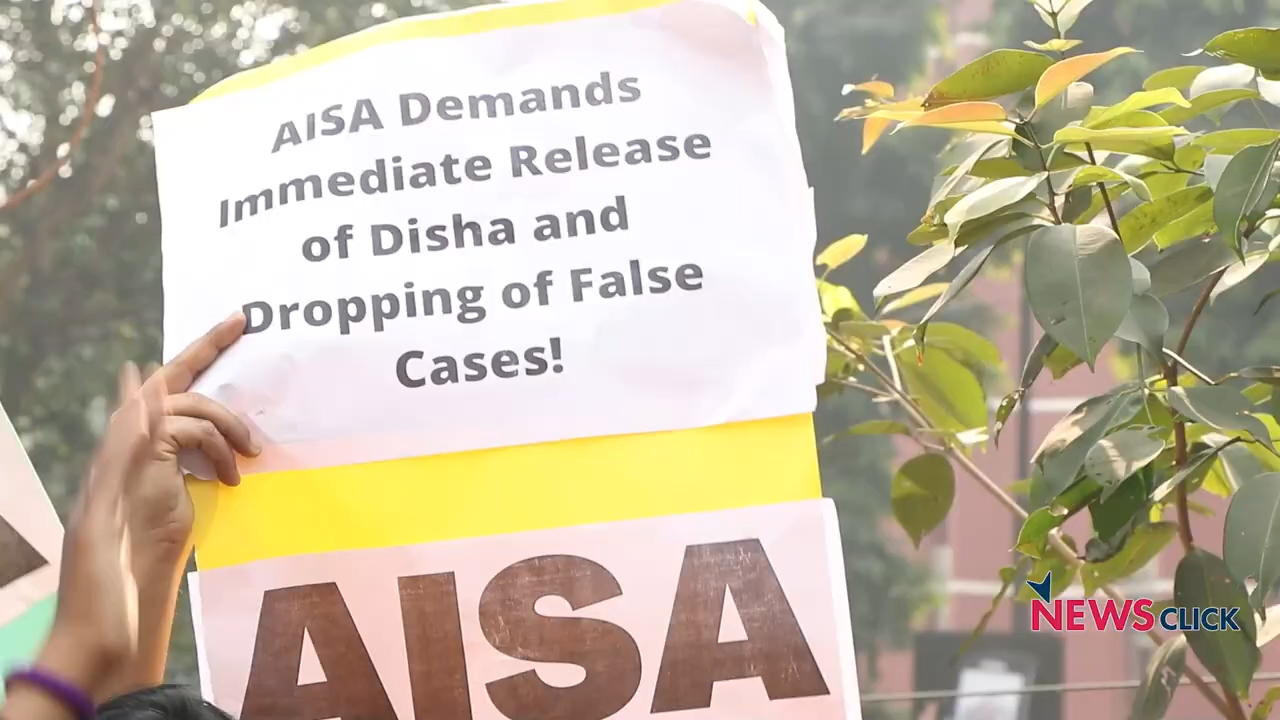 AISA Demands
Immediate Release
of Disha and
Dropping of False
Cases!
AISA
NEWSCLICK